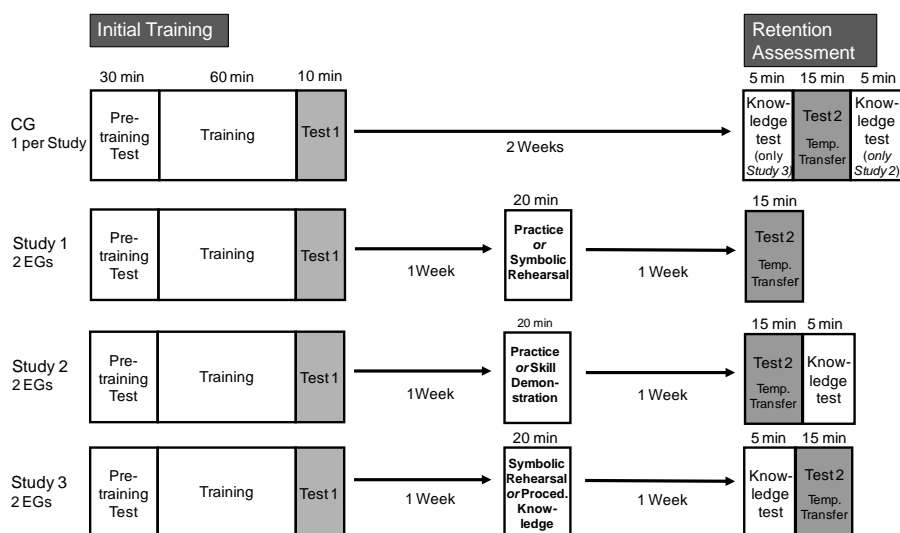 Initial Training
Retention
Assessment
30 min
60 min
10 min
5 min
15 min
5 min
CG
1 per Study
Pre-
training
Test
Training
Test 1
2 Weeks
Know-
ledge
test
(only
Study 3)
Test 2
Temp.
Transfer
Know-
ledge
test
(only
Study 2)
Study 1
2 EGs
Pre-
training
Test
Training
Test 1
1 Week
20 min
Practice
or
Symbolic
Rehearsal
1 Week
15 min
Test 2
Temp.
Transfer
Study 2
2 EGs
Pre-
training
Test
Training
Test 1
1 Week
20 min
Practice
or Skill
Demon-
stration
1 Week
15 min
5 min
Test 2
Temp.
Transfer
Know-
ledge
test
Study 3
2 EGs
Pre-
training
Test
Training
Test 1
1 Week
20 min
Symbolic
Rehearsal
or Proced.
Knowledge
1 Week
5 min
15 min
Know-
ledge
test
Test 2
Temp.
Transfer